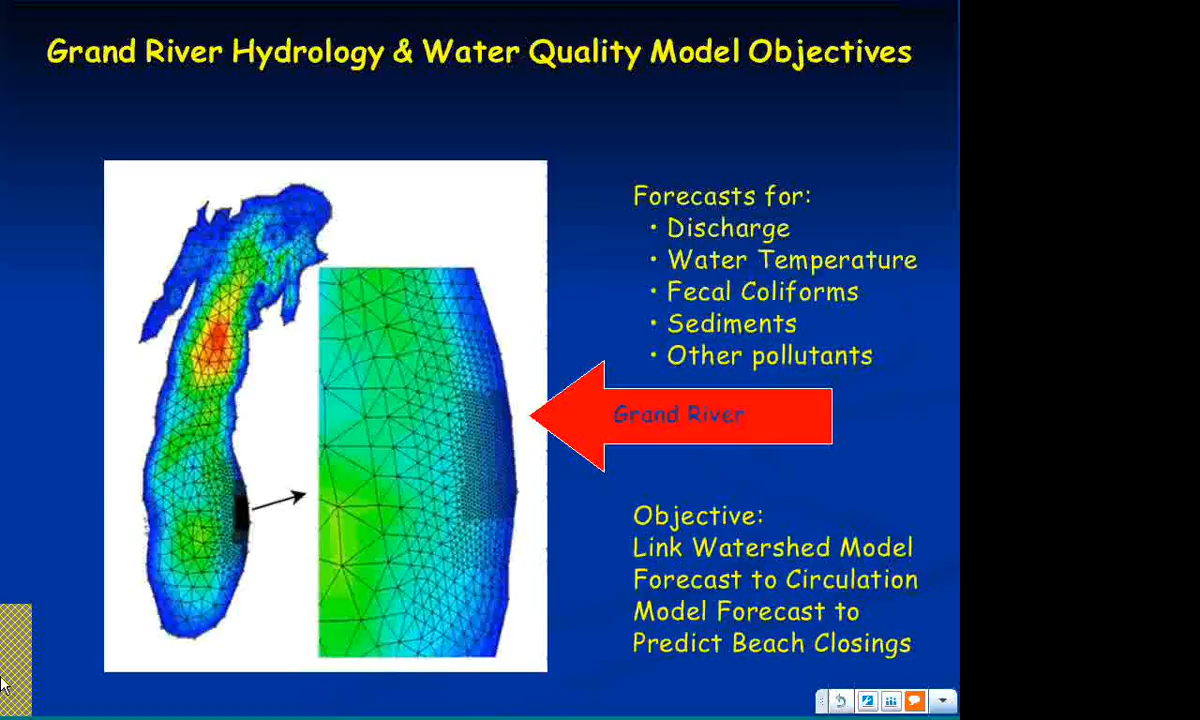 Grand River Hydrology & Water Quality Model Objectives
Forecasts for:
• Discharge
• Water Temperature
• Fecal Coliforms
• Sediments
• Other pollutants
Grand River
Objective:
Link Watershed Model
Forecast to Circulation
Model Forecast to
Predict Beach Closings